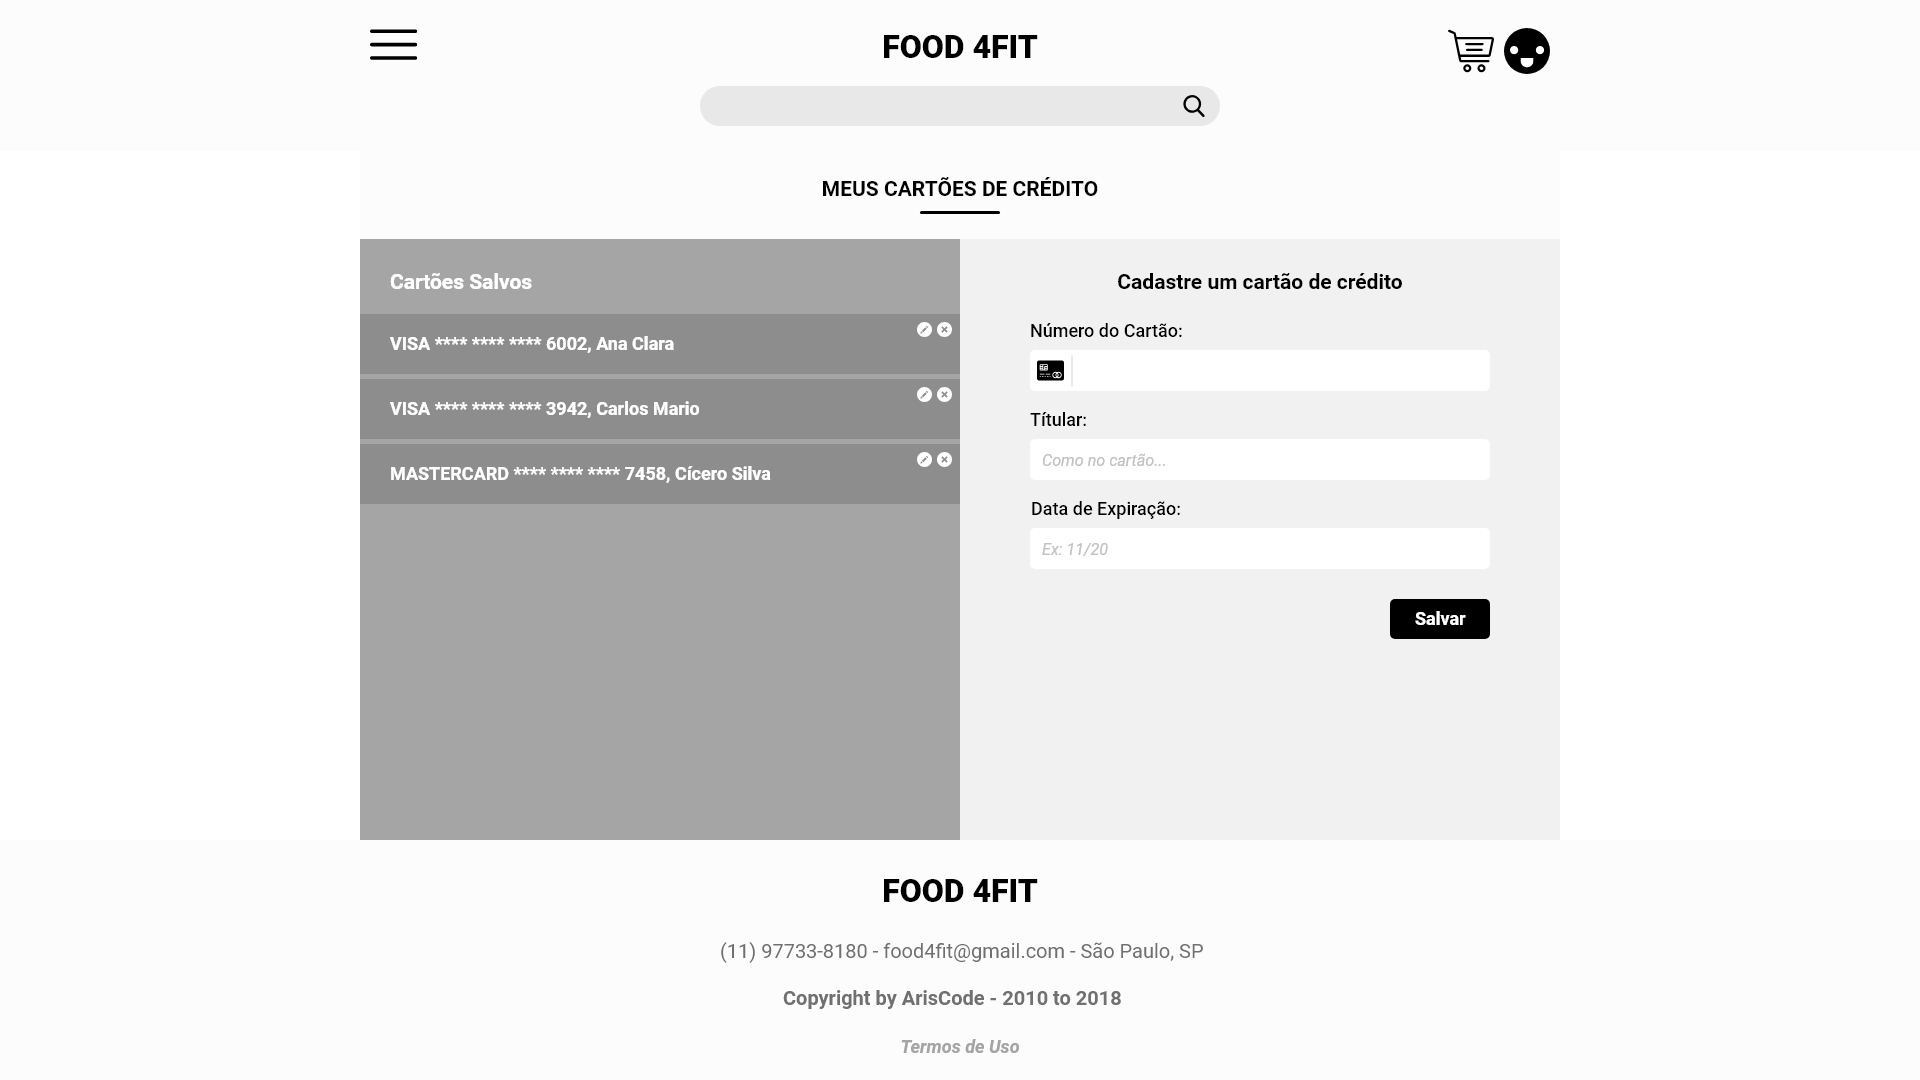 FOOD 4FIT
MEUS CARTÕES DE CRÉDITO
Cartões Salvos
VISA **** **** **** 6002, Ana Clara
VISA **** **** **** 3942, Carlos Mario
MASTERCARD **** **** **** 7458, Cícero Silva
Cadastre um cartão de crédito
Número do Cartão:
Títular:
Como no cartão...
Data de Expiração:
Ex: 11/20
Salvar
FOOD 4FIT
(11) 97733-8180 - food4fit@gmail.com - São Paulo, SP
Copyright by ArisCode - 2010 to 2018
Termos de Uso